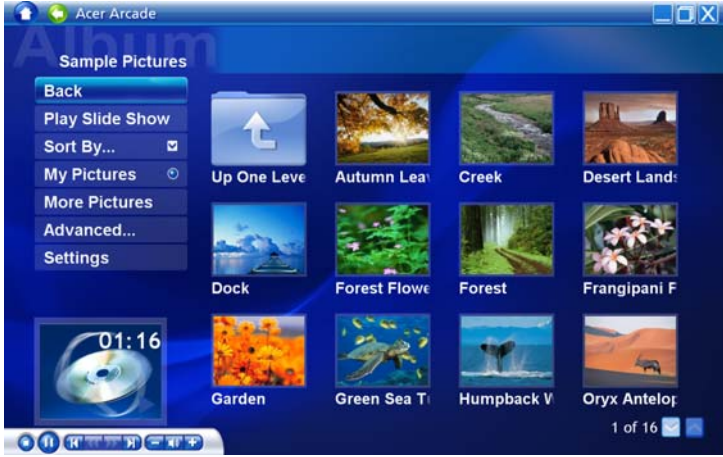 Acer Arcade
Album
Sample Pictures
Back
Play Slide Show
Sort By...
My Pictures
More Pictures
Advanced...
Settings
Up One Leve
Autumn Leav
Creek
Desert Lands
Dock
Forest Flowe
Forest
Frangipani F
Garden
Green Sea Tu
Humpback W
Oryx Antelop
01:16
1 of 16